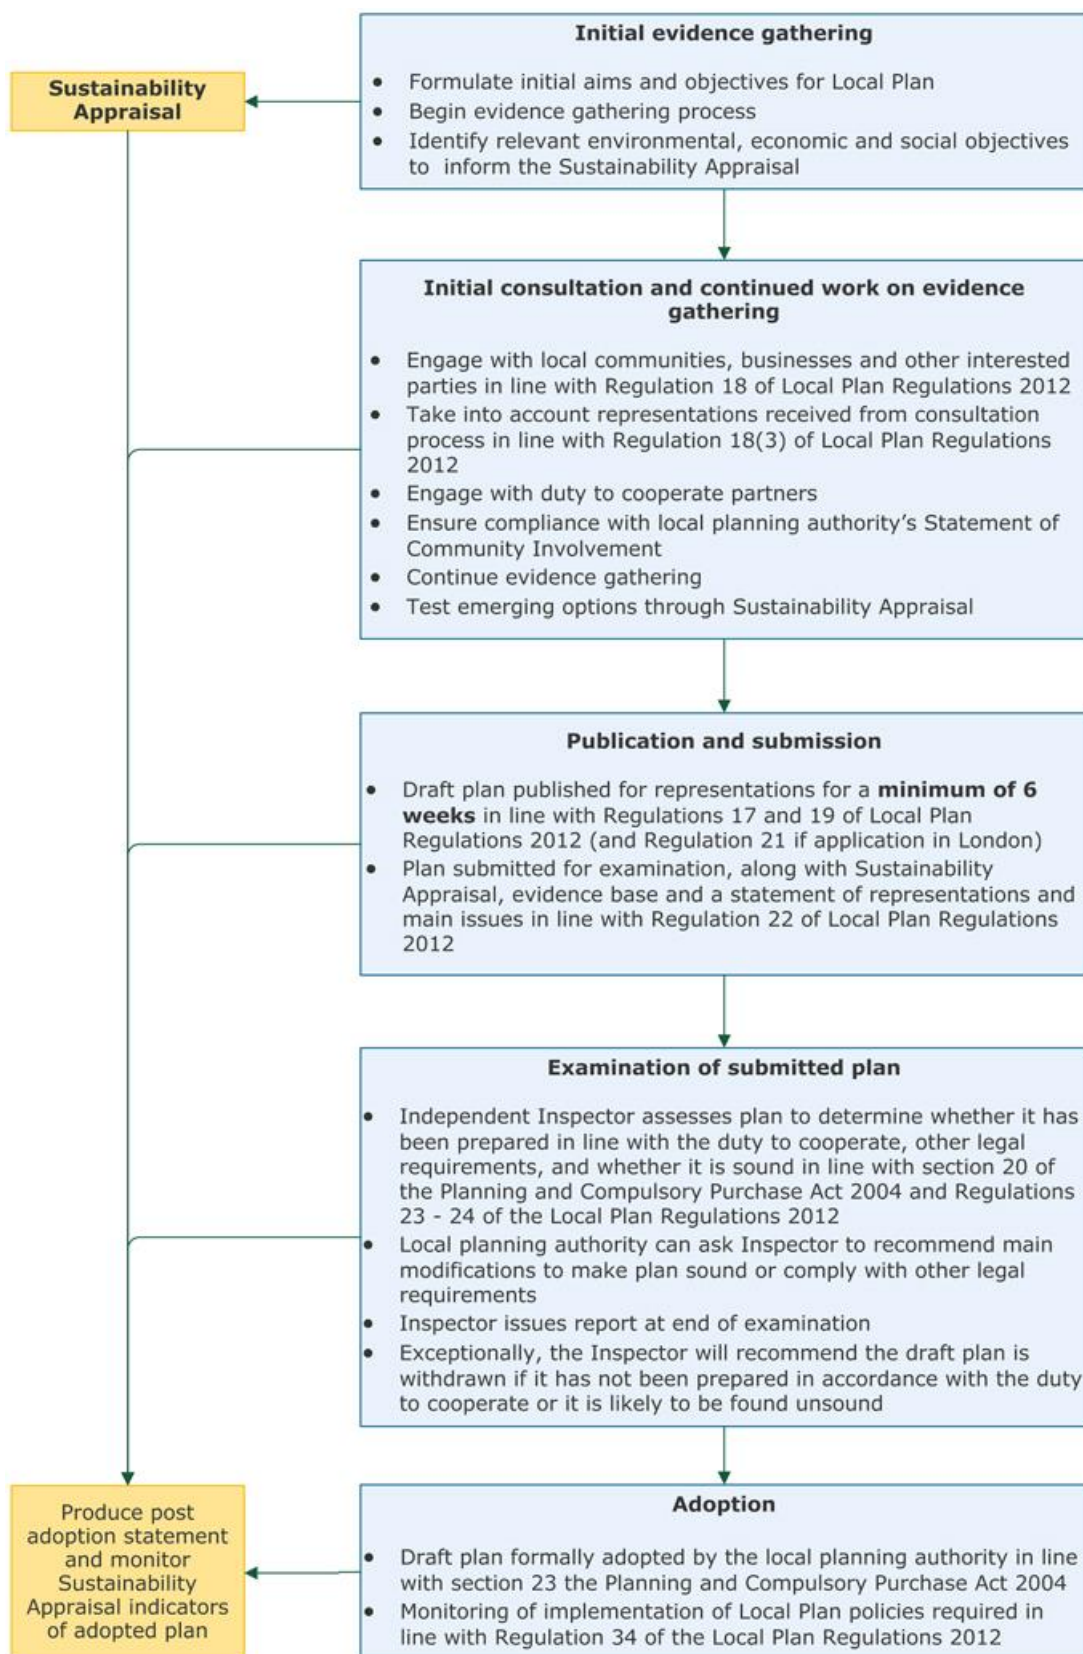 Sustainability
Appraisal
Initial evidence gathering
• Formulate initial aims and objectives for Local Plan
• Begin evidence gathering process
• Identify relevant environmental, economic and social objectives
to inform the Sustainability Appraisal
Initial consultation and continued work on evidence
gathering
• Engage with local communities, businesses and other interested
parties in line with Regulation 18 of Local Plan Regulations 2012
• Take into account representations received from consultation
process in line with Regulation 18(3) of Local Plan Regulations
2012
• Engage with duty to cooperate partners
• Ensure compliance with local planning authority’s Statement of
Community Involvement
• Continue evidence gathering
• Test emerging options through Sustainability Appraisal
Publication and submission
• Draft plan published for representations for a minimum of 6
weeks in line with Regulations 17 and 19 of Local Plan
Regulations 2012 (and Regulation 21 if application in London)
• Plan submitted for examination, along with Sustainability
Appraisal, evidence base and a statement of representations and
main issues in line with Regulation 22 of Local Plan Regulations
2012
Examination of submitted plan
• Independent Inspector assesses plan to determine whether it has
been prepared in line with the duty to cooperate, other legal
requirements, and whether it is sound in line with section 20 of
the Planning and Compulsory Purchase Act 2004 and Regulations
23 - 24 of the Local Plan Regulations 2012
• Local planning authority can ask Inspector to recommend main
modifications to make plan sound or comply with other legal
requirements
• Inspector issues report at end of examination
• Exceptionally, the Inspector will recommend the draft plan is
withdrawn if it has not been prepared in accordance with the duty
to cooperate or it is likely to be found unsound
Produce post
adoption statement
and monitor
Sustainability
Appraisal indicators
of adopted plan
Adoption
• Draft plan formally adopted by the local planning authority in line
with section 23 the Planning and Compulsory Purchase Act 2004
• Monitoring of implementation of Local Plan policies required in
line with Regulation 34 of the Local Plan Regulations 2012